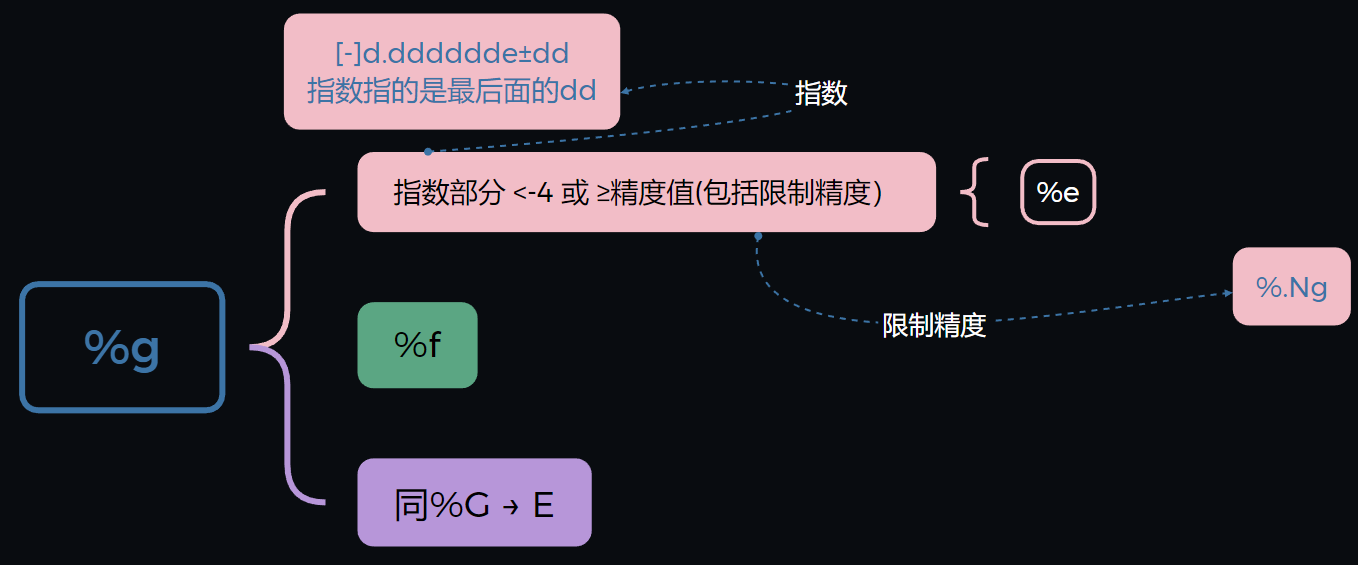 [-]d.dddddde±dd
指数指的是最后面的dd
指数
指数部分 <-4 或 ≥精度值(包括限制精度）
%e
%.Ng
限制精度
%g
%f
同%G → E